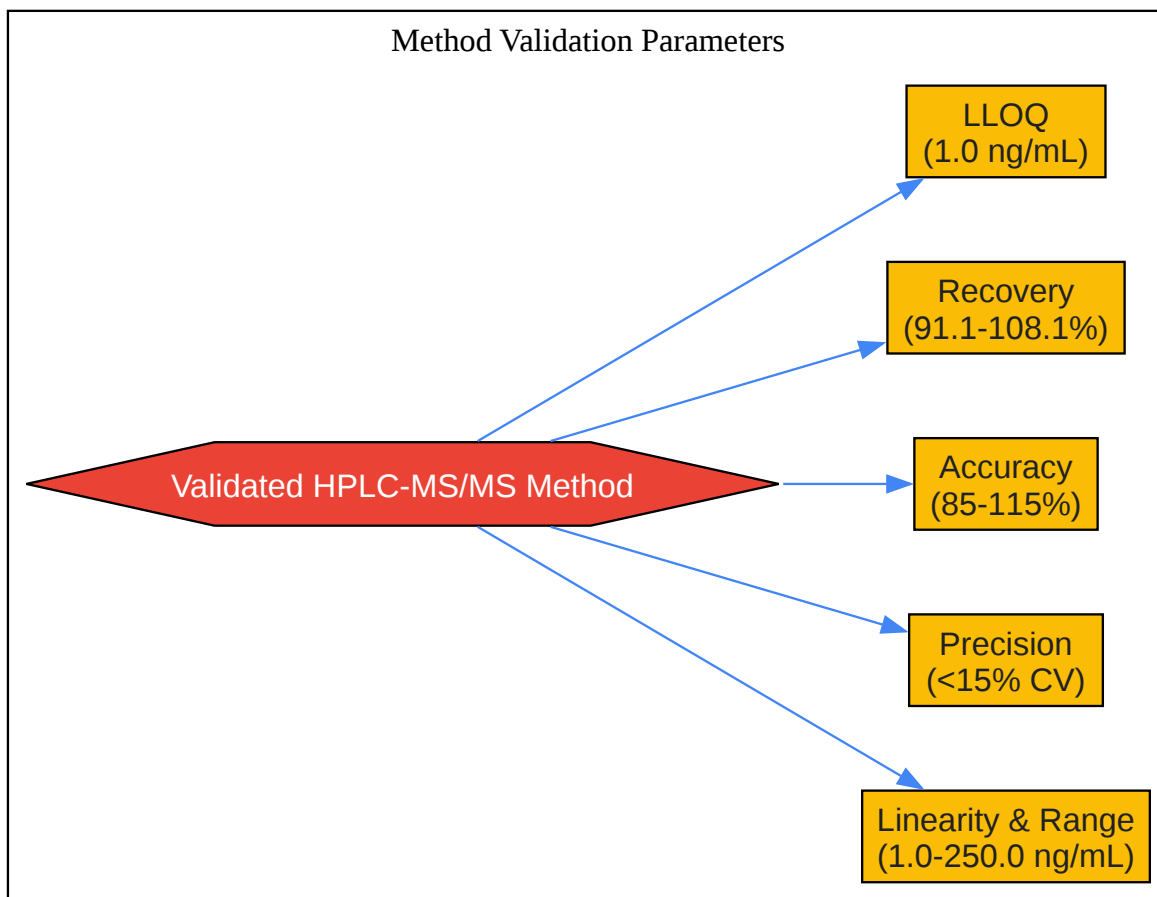 Method Validation Parameters
LLOQ
(1.0 ng/mL)
Recovery
(91.1-108.1%)
Validated HPLC-MS/MS Method
Accuracy
(85-115%)
Precision
(<15% CV)
Linearity & Range
(1.0-250.0 ng/mL)